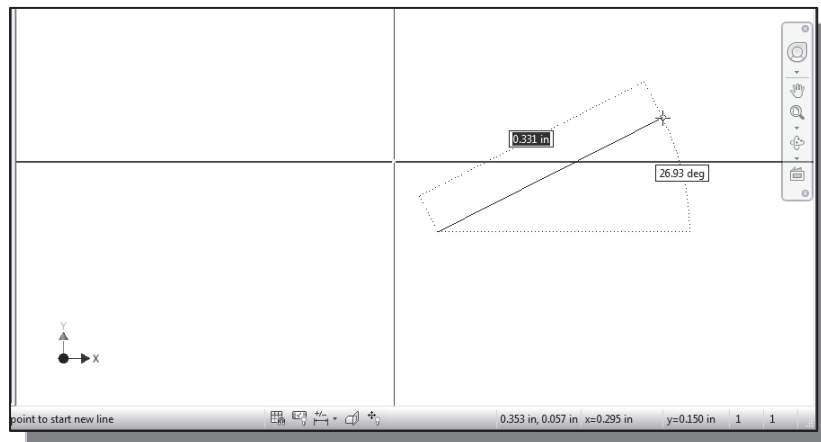 0.331 in
26.93 deg
Y
X
point to start new line
+/-
0.353 in, 0.057 in x=0.295 in y=0.150 in 1 1